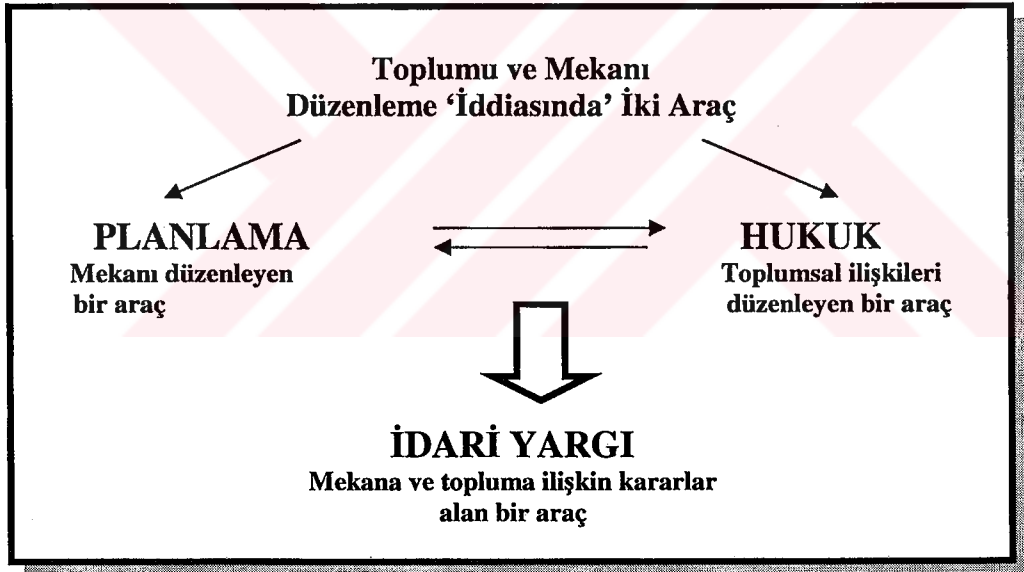 Toplumu ve Mekanı
Düzenleme ‘İddiasında’ İki Araç
PLANLAMA
Mekanı düzenleyen
bir araç
HUKUK
Toplumsal ilişkileri
düzenleyen bir araç
İDARİ YARGI
Mekana ve topluma ilişkin kararlar
alan bir araç